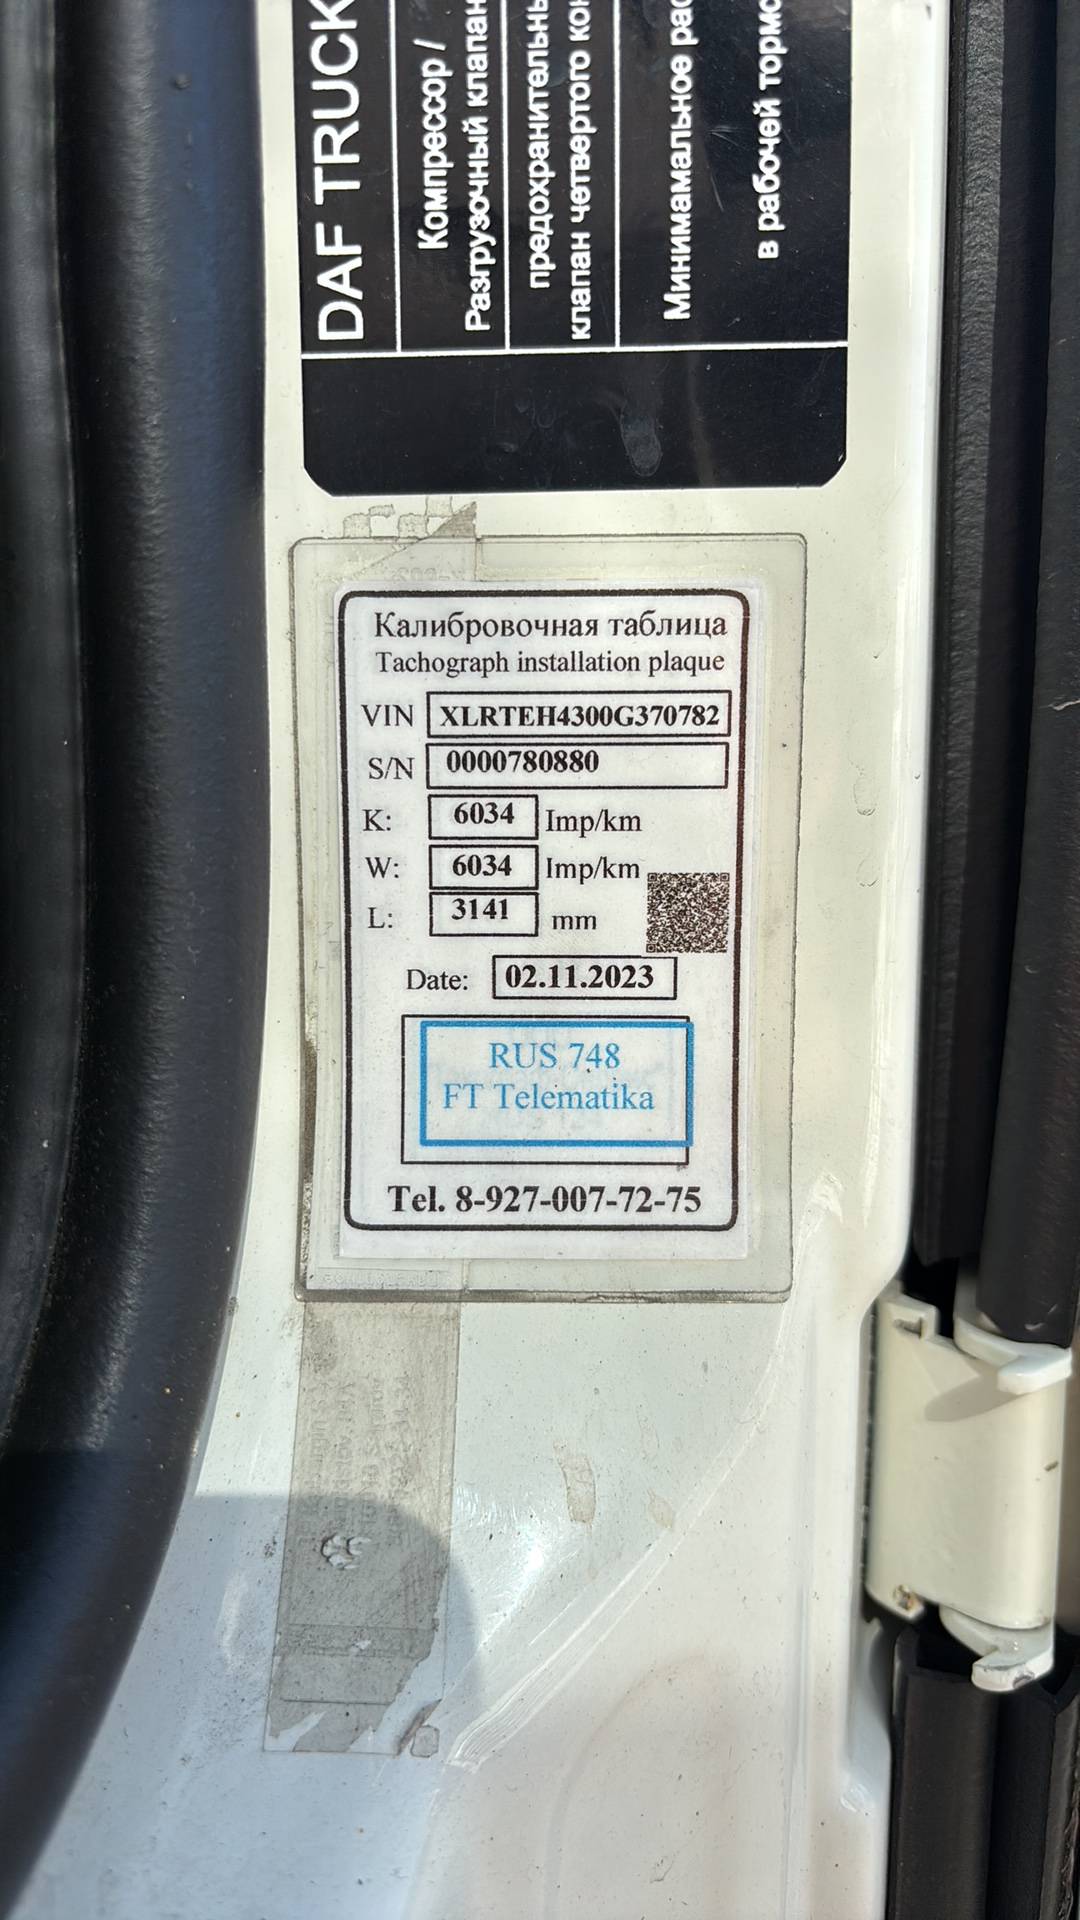 DAF TRUCK
Компрессор /
Разгрузочный клапан
предохранительны
клапан четвертого кон
Минимамальное рас
в рабочей тормо
Калибровочная таблица
Tachograph installation plaque
VIN XLRTEH4300G370782
S/N 0000780880
K: 6034 Imp/km
W: 6034 Imp/km
L: 3141 mm
Date: 02.11.2023
RUS 748
FT Telematika
Tel. 8-927-007-72-75